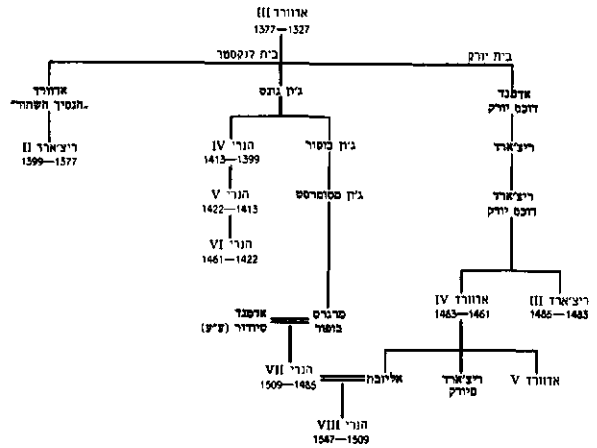 אדוורד III
1377—1327
בית יורק
בית לנקסטר
אדוורד
"הנסיך השחור"
ג'ון גונט
אדמנד
דוכס יורק
ריצ'ארד II
1399—1377
הנרי IV
1413—1399
ג'ון בופור
ריצ'ארד
הנרי V
1422—1413
ג'ון מסומרסט
ריצ'ארד
דוכס יורק
הנרי VI
1461—1422
אדוורד IV
1483—1461
ריצ'ארד III
1485—1483
אדמנד
טיודור (ע"ע)
מרגרט
בופור
הנרי VII
1509—1485
אליזבת
ריצ'ארד
מיורק
אדוורד V
הנרי VIII
1547—1509